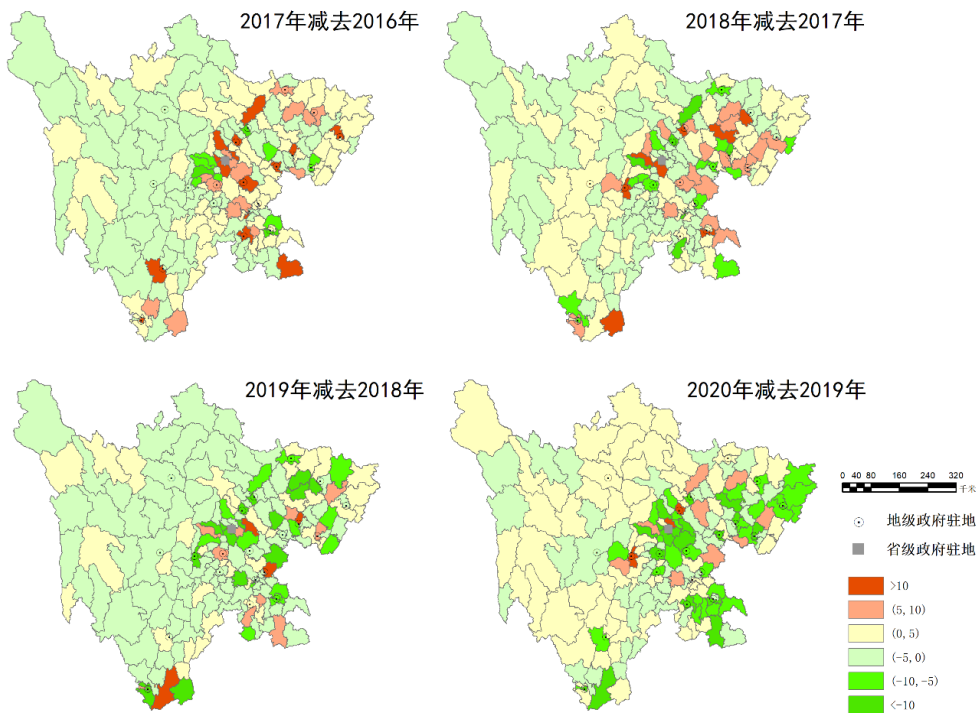 2017年减去2016年
2018年减去2017年
2019年减去2018年
2020年减去2019年
0 40 80 160 240 320
千米
地级政府驻地
省级政府驻地
>10
(5,10)
(0,5)
(-5,0)
(-10,-5)
<-10